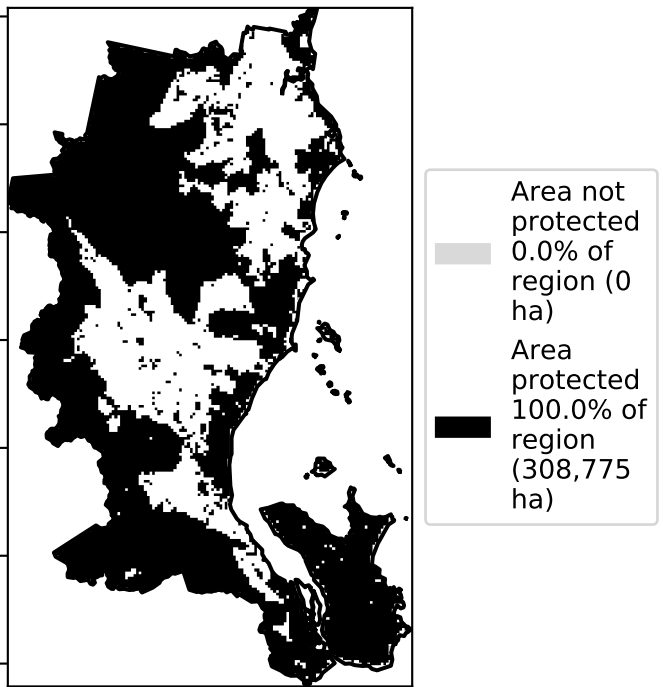 Area not
protected
0.0% of
region (0
ha)
Area
protected
100.0% of
region
(308,775
ha)